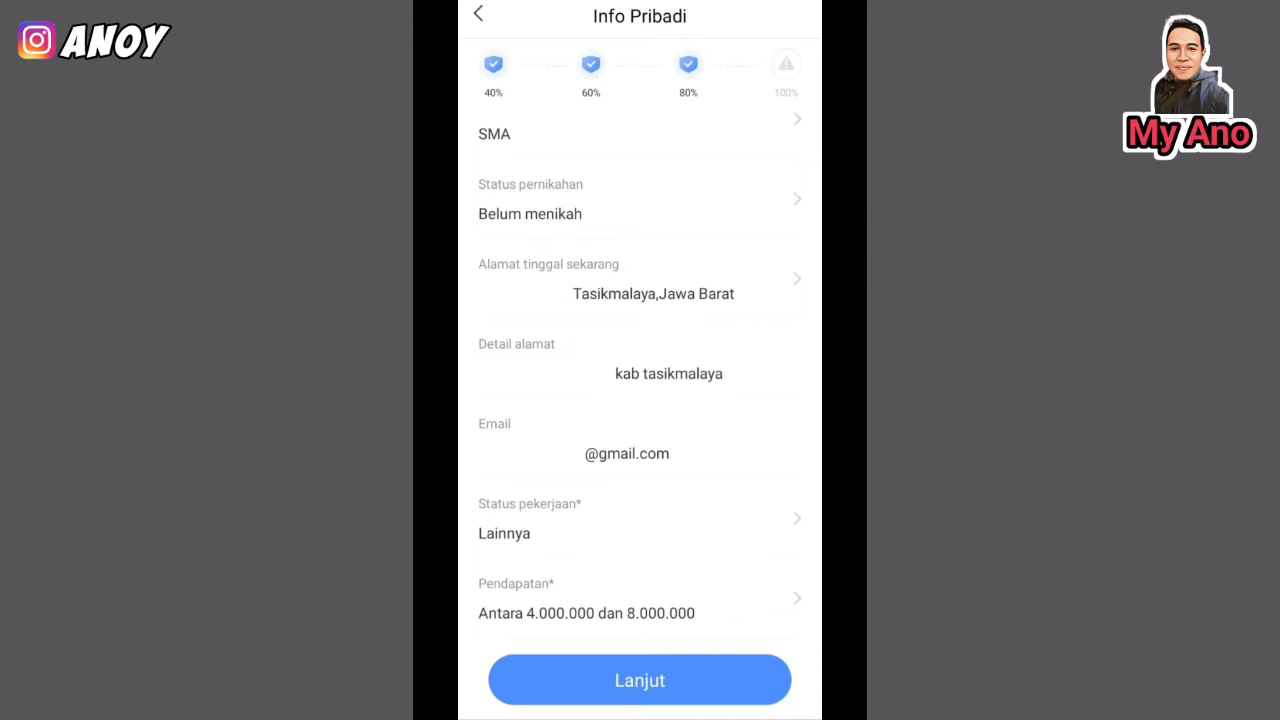 ANOY
Info Pribadi
40%
60%
80%
100%
SMA
Status pernikahan
Belum menikah
Alamat tinggal sekarang
Tasikmalaya,Jawa Barat
Detail alamat
kab tasikmalaya
Email
@gmail.com
Status pekerjaan*
Lainnya
Pendapatan*
Antara 4.000.000 dan 8.000.000
Lanjut
My Ano